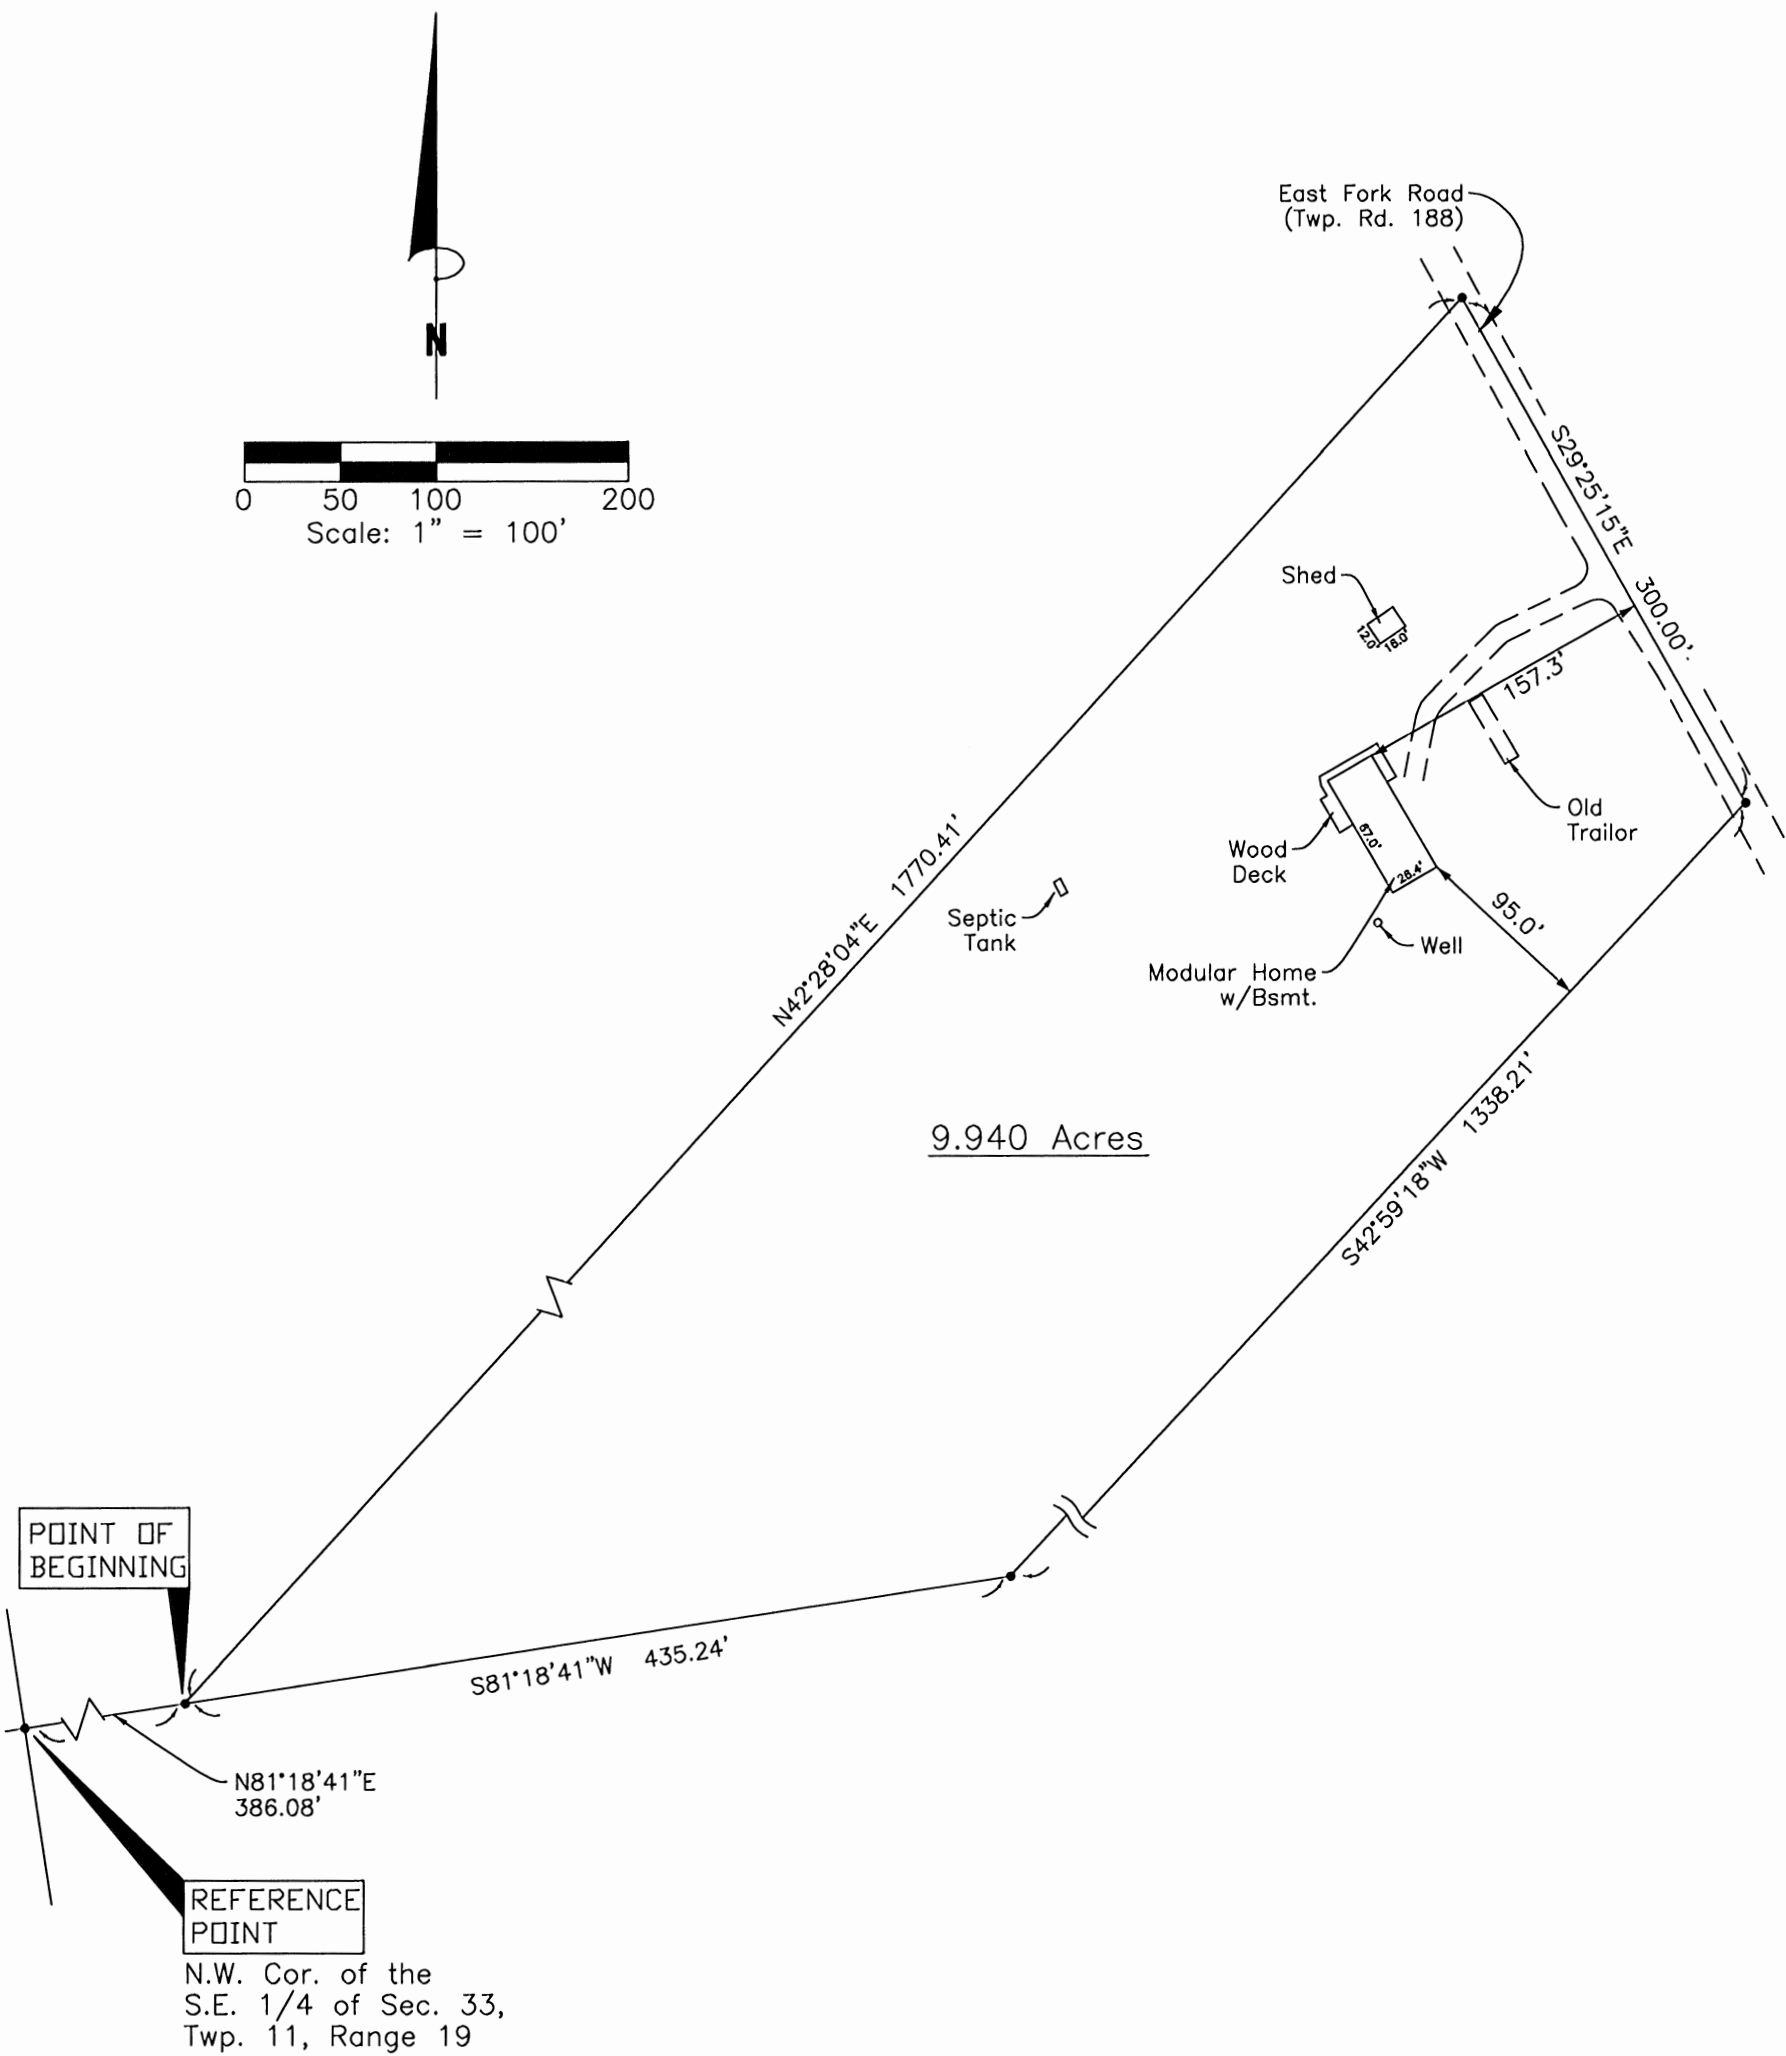 East Fork Road
(Twp. Rd. 188)
N
0 50 100 200
Scale: 1" = 100'
S29°25'15"E 300.00'
Shed
12.0' 16.0'
157.3'
Old
Trailor
Wood
Deck
67.0'
28.4'
N42°28'04"E 1770.41'
Septic
Tank
95.0'
Well
Modular Home
w/Bsmt.
S42°59'18"W 1338.21'
9.940 Acres
POINT OF
BEGINNING
S81°18'41"W 435.24'
N81°18'41"E
386.08'
REFERENCE
POINT
N.W. Cor. of the
S.E. 1/4 of Sec. 33,
Twp. 11, Range 19